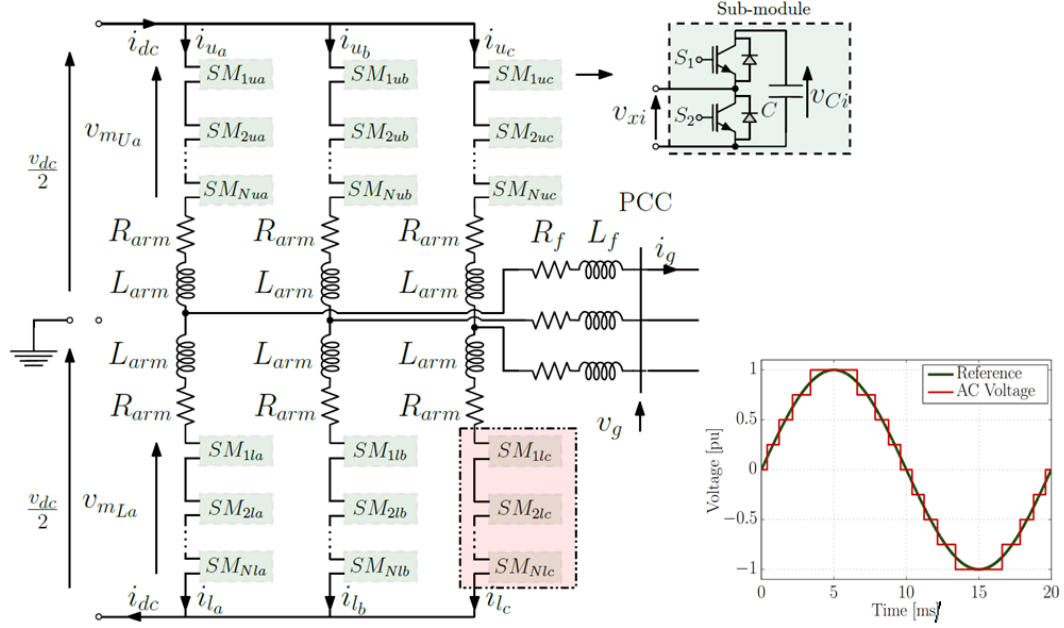 Sub-module
i_dc i_ua i_ub i_uc
S_1
S_2
C
v_Ci
v_xi
SM_1ua SM_1ub SM_1uc
SM_2ua SM_2ub SM_2uc
SM_Nua SM_Nub SM_Nuc
v_mUa
v_dc/2
R_arm R_arm R_arm
L_arm L_arm L_arm
PCC
R_f L_f
i_g
v_g
L_arm L_arm L_arm
R_arm R_arm R_arm
SM_1la SM_1lb SM_1lc
SM_2la SM_2lb SM_2lc
SM_Nla SM_Nlb SM_Nlc
v_mLa
v_dc/2
i_dc i_la i_lb i_lc
Reference
AC Voltage
Voltage [pu]
1
0.5
0
−0.5
−1
0 5 10 15 20
Time [ms]